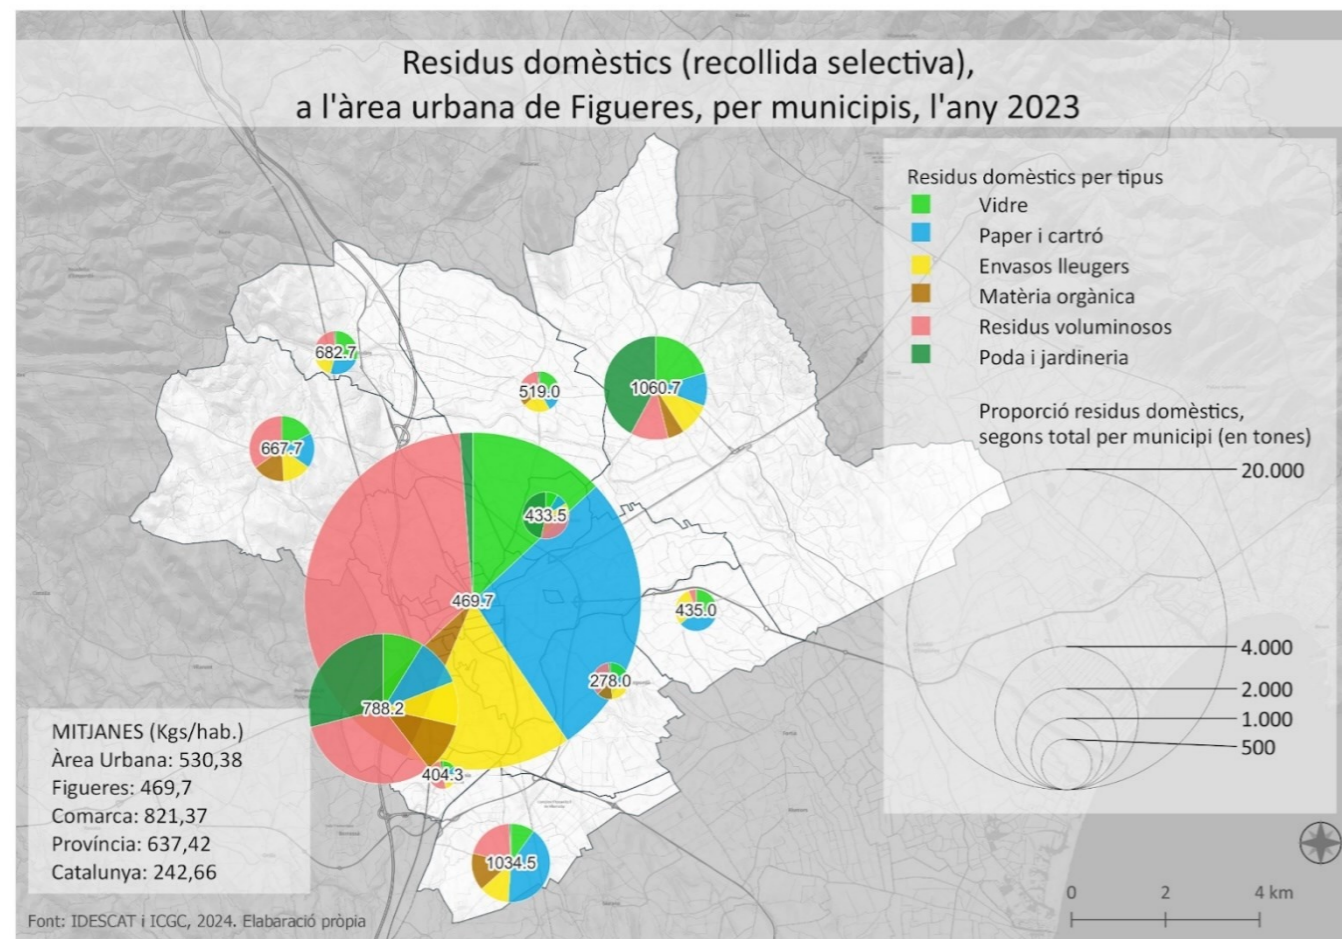 Residus domèstics (recollida selectiva),
a l'àrea urbana de Figueres, per municipis, l'any 2023
Residus domèstics per tipus
Vidre
Paper i cartró
Envasos lleugers
Matèria orgànica
Residus voluminosos
Poda i jardineria
Proporció residus domèstics,
segons total per municipi (en tones)
20.000
4.000
2.000
1.000
500
682.7
519.0
1060.7
667.7
433.5
469.7
435.0
278.0
788.2
404.3
1034.5
MITJANES (Kgs/hab.)
Àrea Urbana: 530,38
Figueres: 469,7
Comarca: 821,37
Província: 637,42
Catalunya: 242,66
0 2 4 km
Font: IDESCAT i ICGC, 2024. Elabaració pròpia